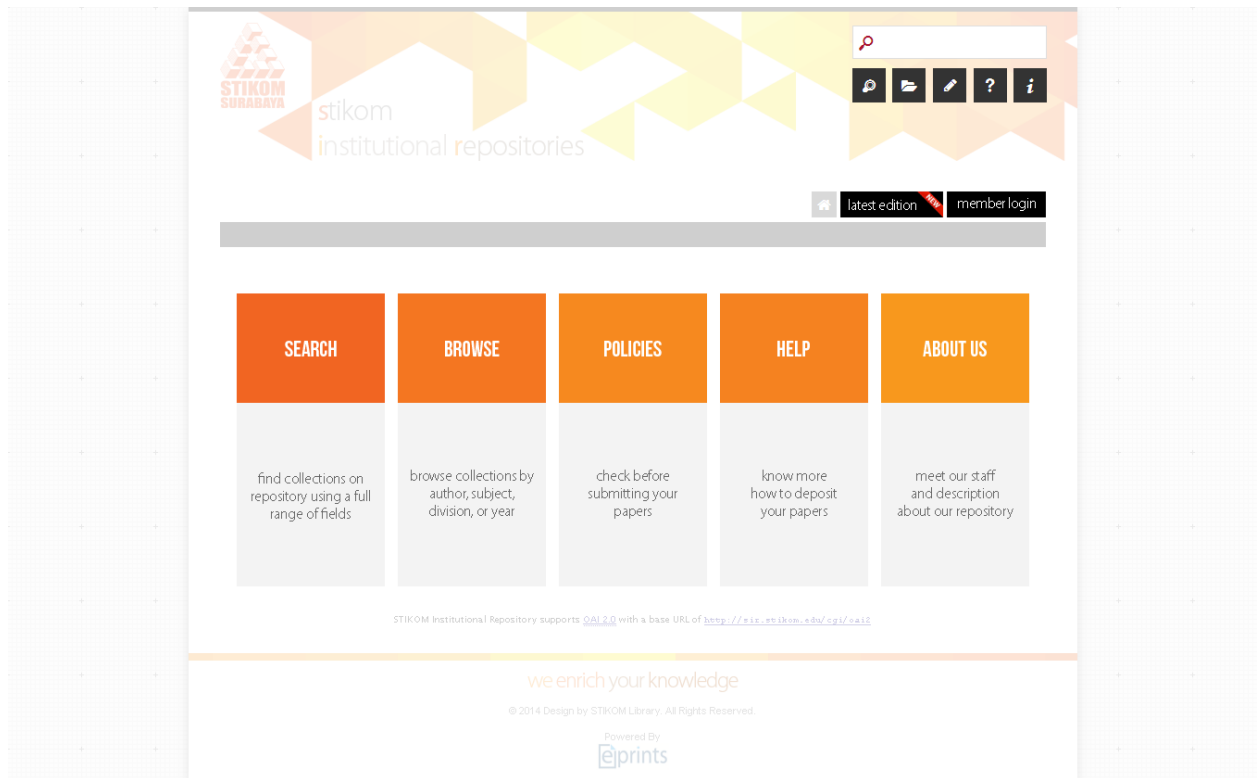 STIKOM
SURABAYA
stikom
institutional repositories
?
i
latest edition
NEW
member login
SEARCH
BROWSE
POLICIES
HELP
ABOUT US
find collections on
repository using a full
range of fields
browse collections by
author, subject,
division, or year
check before
submitting your
papers
know more
how to deposit
your papers
meet our staff
and description
about our repository
STIKOM Institutional Repository supports OAI 2.0 with a base URL of http://sir.stikom.edu/cgi/oai2
we enrich your knowledge
© 2014 Design by STIKOM Library. All Rights Reserved.
Powered By
eprints